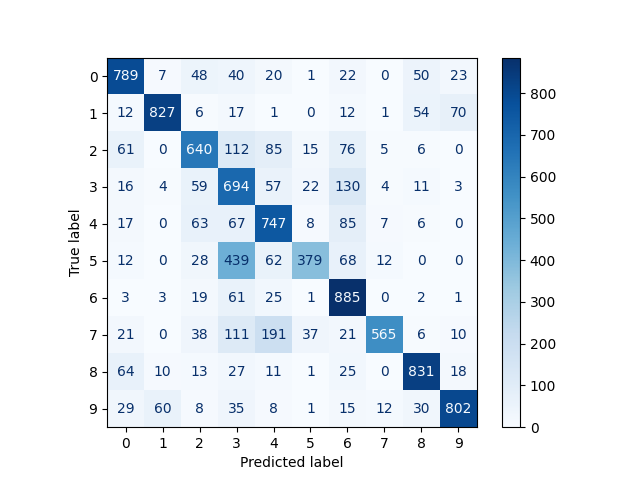 0 789 7 48 40 20 1 22 0 50 23
1 12 827 6 17 1 0 12 1 54 70
2 61 0 640 112 85 15 76 5 6 0
3 16 4 59 694 57 22 130 4 11 3
4 17 0 63 67 747 8 85 7 6 0
5 12 0 28 439 62 379 68 12 0 0
6 3 3 19 61 25 1 885 0 2 1
7 21 0 38 111 191 37 21 565 6 10
8 64 10 13 27 11 1 25 0 831 18
9 29 60 8 35 8 1 15 12 30 802
0 1 2 3 4 5 6 7 8 9
Predicted label
True label
800
700
600
500
400
300
200
100
0